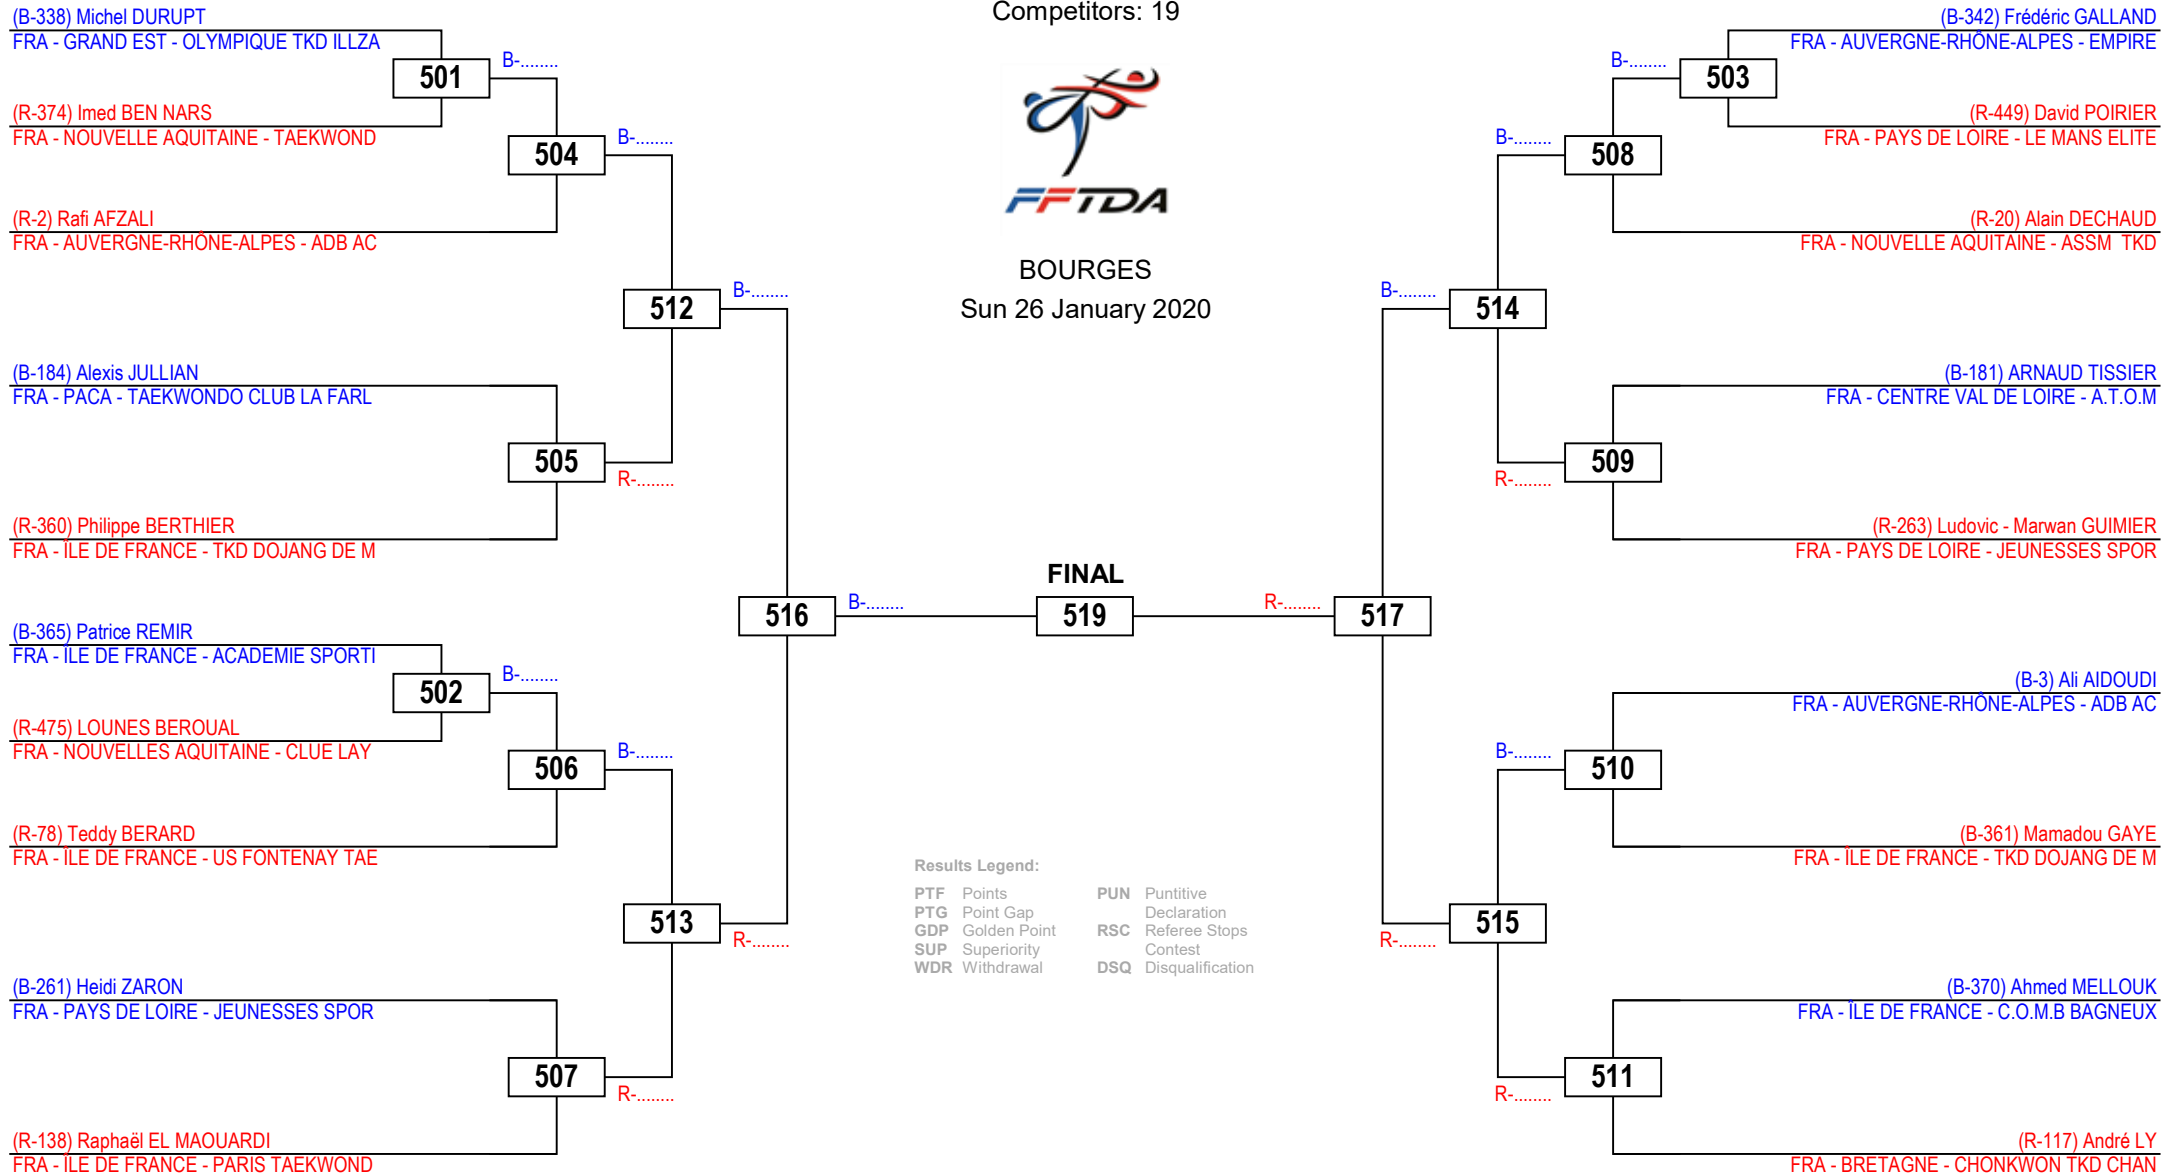 Competitors: 19
FFTDA
BOURGES
Sun 26 January 2020
(B-338) Michel DURUPT
FRA - GRAND EST - OLYMPIQUE TKD ILLZA
501
B-........
(R-374) Imed BEN NARS
FRA - NOUVELLE AQUITAINE - TAEKWOND
504
B-........
(R-2) Rafi AFZALI
FRA - AUVERGNE-RHÔNE-ALPES - ADB AC
512
B-........
(B-184) Alexis JULLIAN
FRA - PACA - TAEKWONDO CLUB LA FARL
505
R-........
(R-360) Philippe BERTHIER
FRA - ÎLE DE FRANCE - TKD DOJANG DE M
516
B-........
(B-365) Patrice REMIR
FRA - ÎLE DE FRANCE - ACADEMIE SPORTI
502
B-........
(R-475) LOUNES BEROUAL
FRA - NOUVELLES AQUITAINE - CLUE LAY
506
B-........
(R-78) Teddy BERARD
FRA - ÎLE DE FRANCE - US FONTENAY TAE
513
R-........
(B-261) Heidi ZARON
FRA - PAYS DE LOIRE - JEUNESSES SPOR
507
R-........
(R-138) Raphaël EL MAOUARDI
FRA - ÎLE DE FRANCE - PARIS TAEKWOND
FINAL
519
(B-342) Frédéric GALLAND
FRA - AUVERGNE-RHÔNE-ALPES - EMPIRE
B-........
503
(R-449) David POIRIER
FRA - PAYS DE LOIRE - LE MANS ELITE
B-........
508
(R-20) Alain DECHAUD
FRA - NOUVELLE AQUITAINE - ASSM  TKD
B-........
514
(B-181) ARNAUD TISSIER
FRA - CENTRE VAL DE LOIRE - A.T.O.M
R-........
509
(R-263) Ludovic - Marwan GUIMIER
FRA - PAYS DE LOIRE - JEUNESSES SPOR
R-........
517
(B-3) Ali AIDOUDI
FRA - AUVERGNE-RHÔNE-ALPES - ADB AC
B-........
510
(B-361) Mamadou GAYE
FRA - ÎLE DE FRANCE - TKD DOJANG DE M
R-........
515
(B-370) Ahmed MELLOUK
FRA - ÎLE DE FRANCE - C.O.M.B BAGNEUX
R-........
511
(R-117) André LY
FRA - BRETAGNE - CHONKWON TKD CHAN
Results Legend:
PTF Points
PTG Point Gap
GDP Golden Point
SUP Superiority
WDR Withdrawal
PUN Puntitive
Declaration
RSC Referee Stops
Contest
DSQ Disqualification